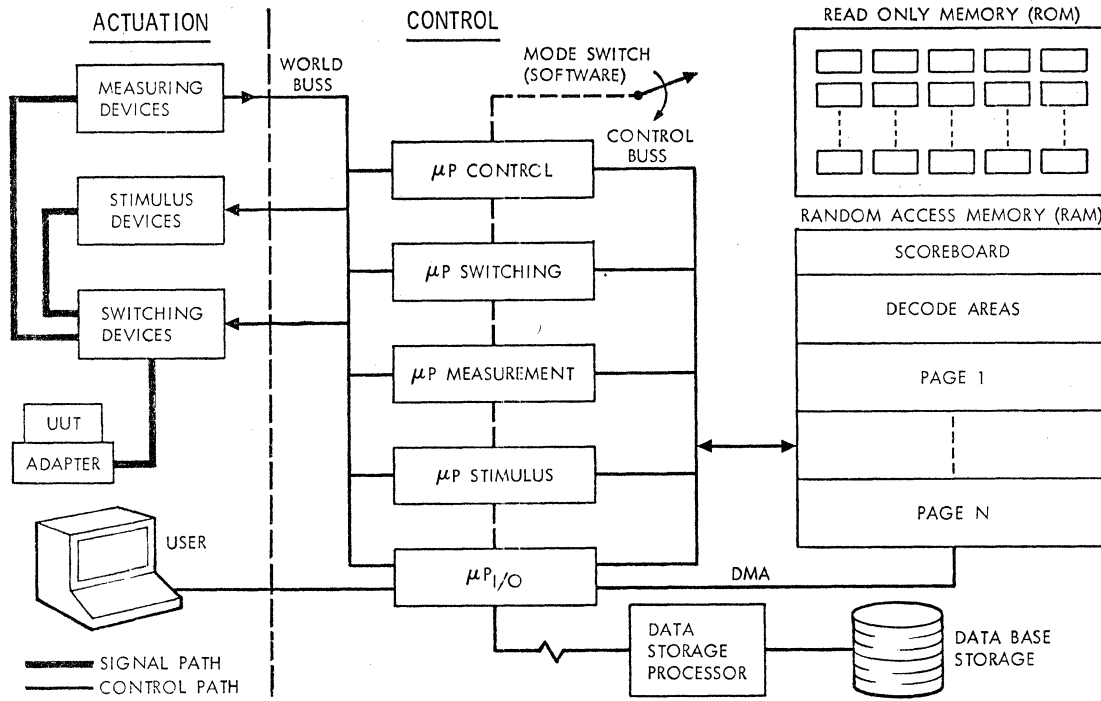 ACTUATION
CONTROL
READ ONLY MEMORY (ROM)
MEASURING
DEVICES
WORLD
BUSS
MODE SWITCH
(SOFTWARE)
CONTROL
BUSS
μP CONTROL
STIMULUS
DEVICES
RANDOM ACCESS MEMORY (RAM)
SCOREBOARD
μP SWITCHING
DECODE AREAS
SWITCHING
DEVICES
μP MEASUREMENT
PAGE 1
UUT
ADAPTER
μP STIMULUS
PAGE N
USER
μP I/O
DMA
DATA
STORAGE
PROCESSOR
DATA BASE
STORAGE
SIGNAL PATH
CONTROL PATH